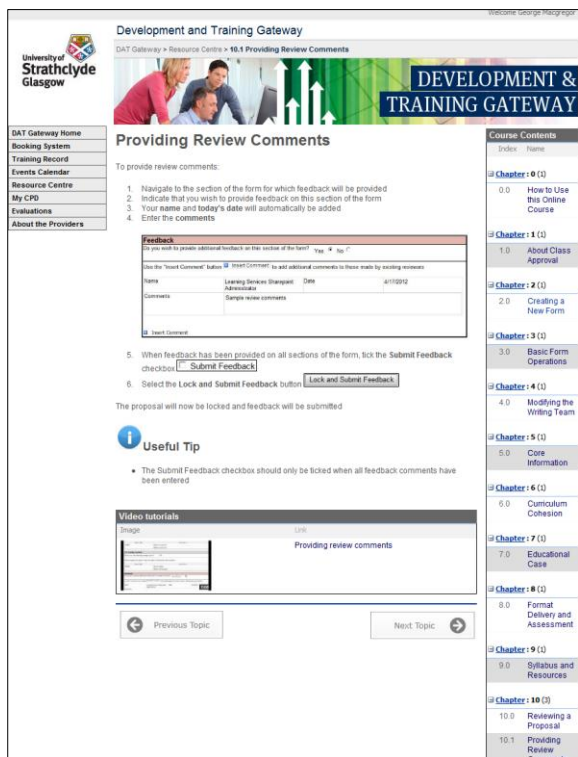 Welcome George Macgregor
Development and Training Gateway
DAT Gateway > Resource Centre > 10.1 Providing Review Comments
University of
Strathclyde
Glasgow
DEVELOPMENT &
TRAINING GATEWAY
DAT Gateway Home
Booking System
Training Record
Events Calendar
Resource Centre
My CPD
Evaluations
About the Providers
Providing Review Comments
To provide review comments:
1. Navigate to the section of the form for which feedback will be provided
2. Indicate that you wish to provide feedback on this section of the form
3. Your name and today's date will automatically be added
4. Enter the comments
Feedback
Do you wish to provide additional feedback on this section of the form? Yes No
Use the "Insert Comment" button Insert Comment to add additional comments to those made by existing reviewers
Name Learning Services Sharepoint Administrator Date 4/17/2012
Comments Sample review comments
Insert Comment
5. When feedback has been provided on all sections of the form, tick the Submit Feedback
checkbox Submit Feedback
6. Select the Lock and Submit Feedback button Lock and Submit Feedback
The proposal will now be locked and feedback will be submitted
Useful Tip
• The Submit Feedback checkbox should only be ticked when all feedback comments have
been entered
Video tutorials
Image Link
Providing review comments
Previous Topic
Next Topic
Course Contents
Index Name
Chapter : 0 (1)
0.0 How to Use
this Online
Course
Chapter : 1 (1)
1.0 About Class
Approval
Chapter : 2 (1)
2.0 Creating a
New Form
Chapter : 3 (1)
3.0 Basic Form
Operations
Chapter : 4 (1)
4.0 Modifying the
Writing Team
Chapter : 5 (1)
5.0 Core
Information
Chapter : 6 (1)
6.0 Curriculum
Cohesion
Chapter : 7 (1)
7.0 Educational
Case
Chapter : 8 (1)
8.0 Format
Delivery and
Assessment
Chapter : 9 (1)
9.0 Syllabus and
Resources
Chapter : 10 (3)
10.0 Reviewing a
Proposal
10.1 Providing
Review